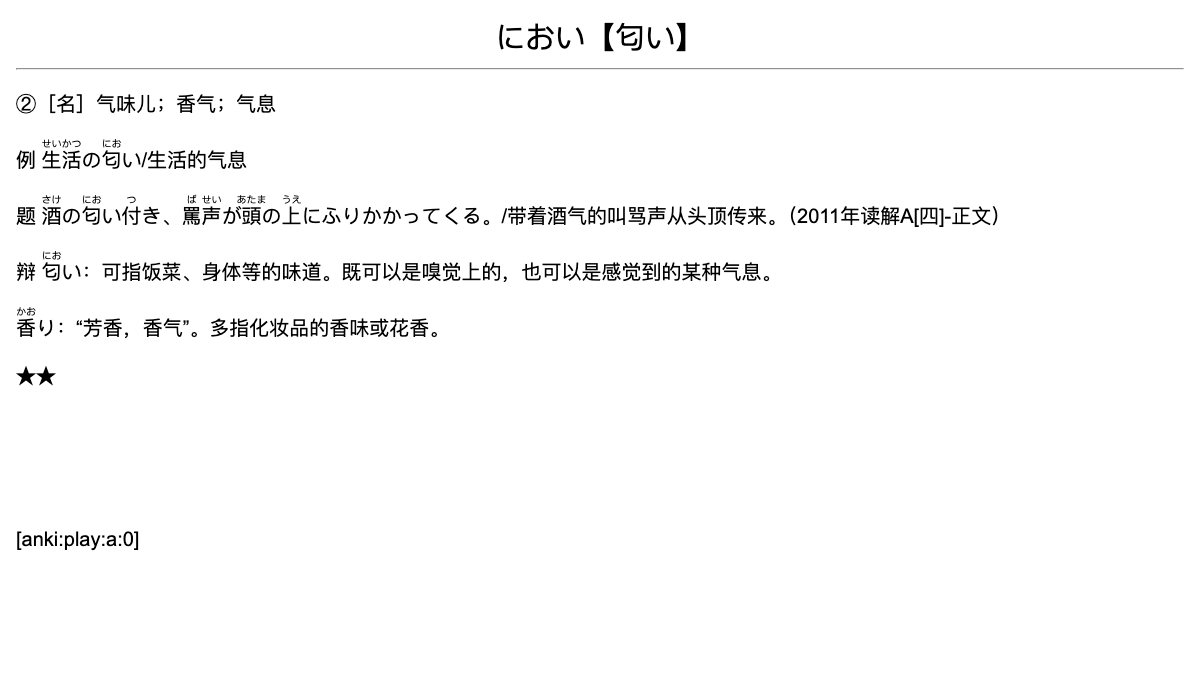 におい【匂い】
②［名］气味儿；香气；气息
せいかつ にお
例 生活の匂い/生活的气息
さけ にお つ ば せい あたま うえ
题 酒の匂い付き、罵声が頭の上にふりかかってくる。/带着酒气的叫骂声从头顶传来。（2011年读解A[四]-正文）
にお
辩 匂い：可指饭菜、身体等的味道。既可以是嗅觉上的，也可以是感觉到的某种气息。
かお
香り：“芳香，香气”。多指化妆品的香味或花香。
★★
[anki:play:a:0]